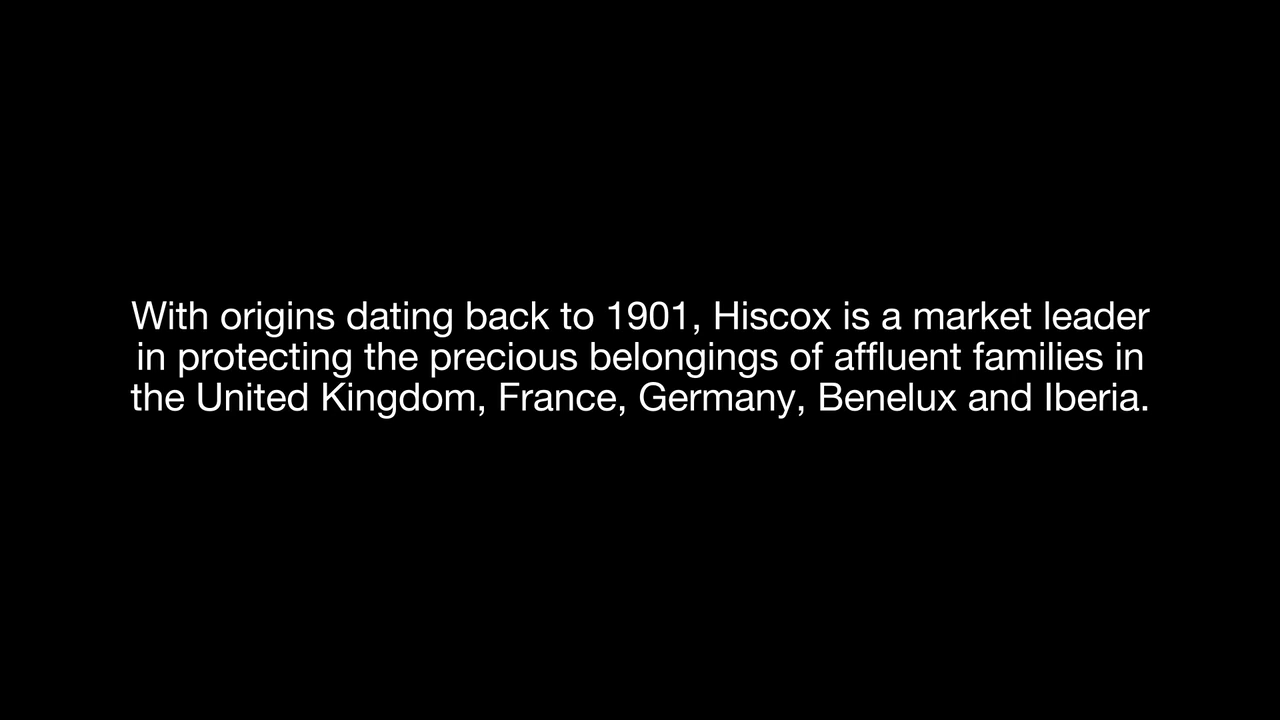 With origins dating back to 1901, Hiscox is a market leader
in protecting the precious belongings of affluent families in
the United Kingdom, France, Germany, Benelux and Iberia.